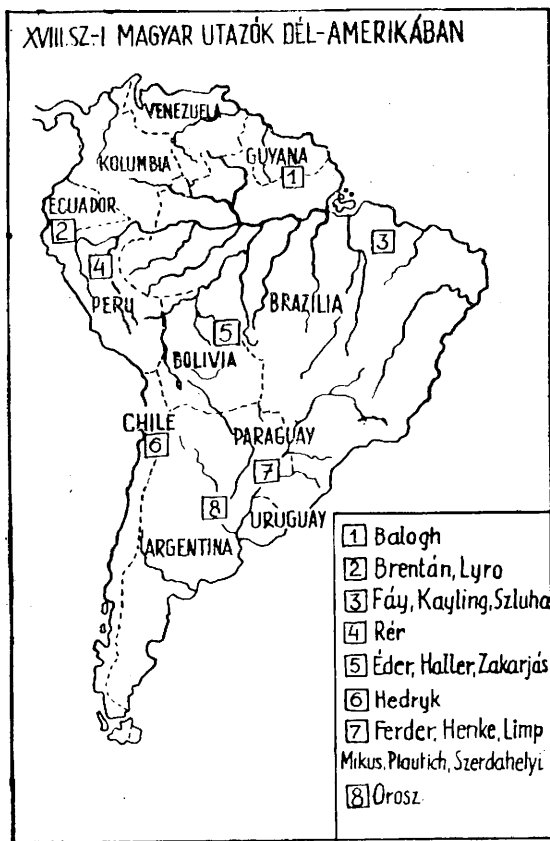 XVIII.SZ-I MAGYAR UTAZÓK DÉL-AMERIKÁBAN
VENEZUELA
KOLUMBIA
GUYANA
1
ECUADOR
2
3
4
PERU
BRAZILIA
5
BOLIVIA
CHILE
6
PARAGUAY
7
8
URUGUAY
ARGENTINA
1 Balogh
2 Brentán, Lyro
3 Fáy, Kayling, Szluha
4 Rér
5 Éder, Haller, Zakarjás
6 Hedryk
7 Ferder, Henke, Limp
Mikus, Plautich, Szerdahelyi
8 Orosz